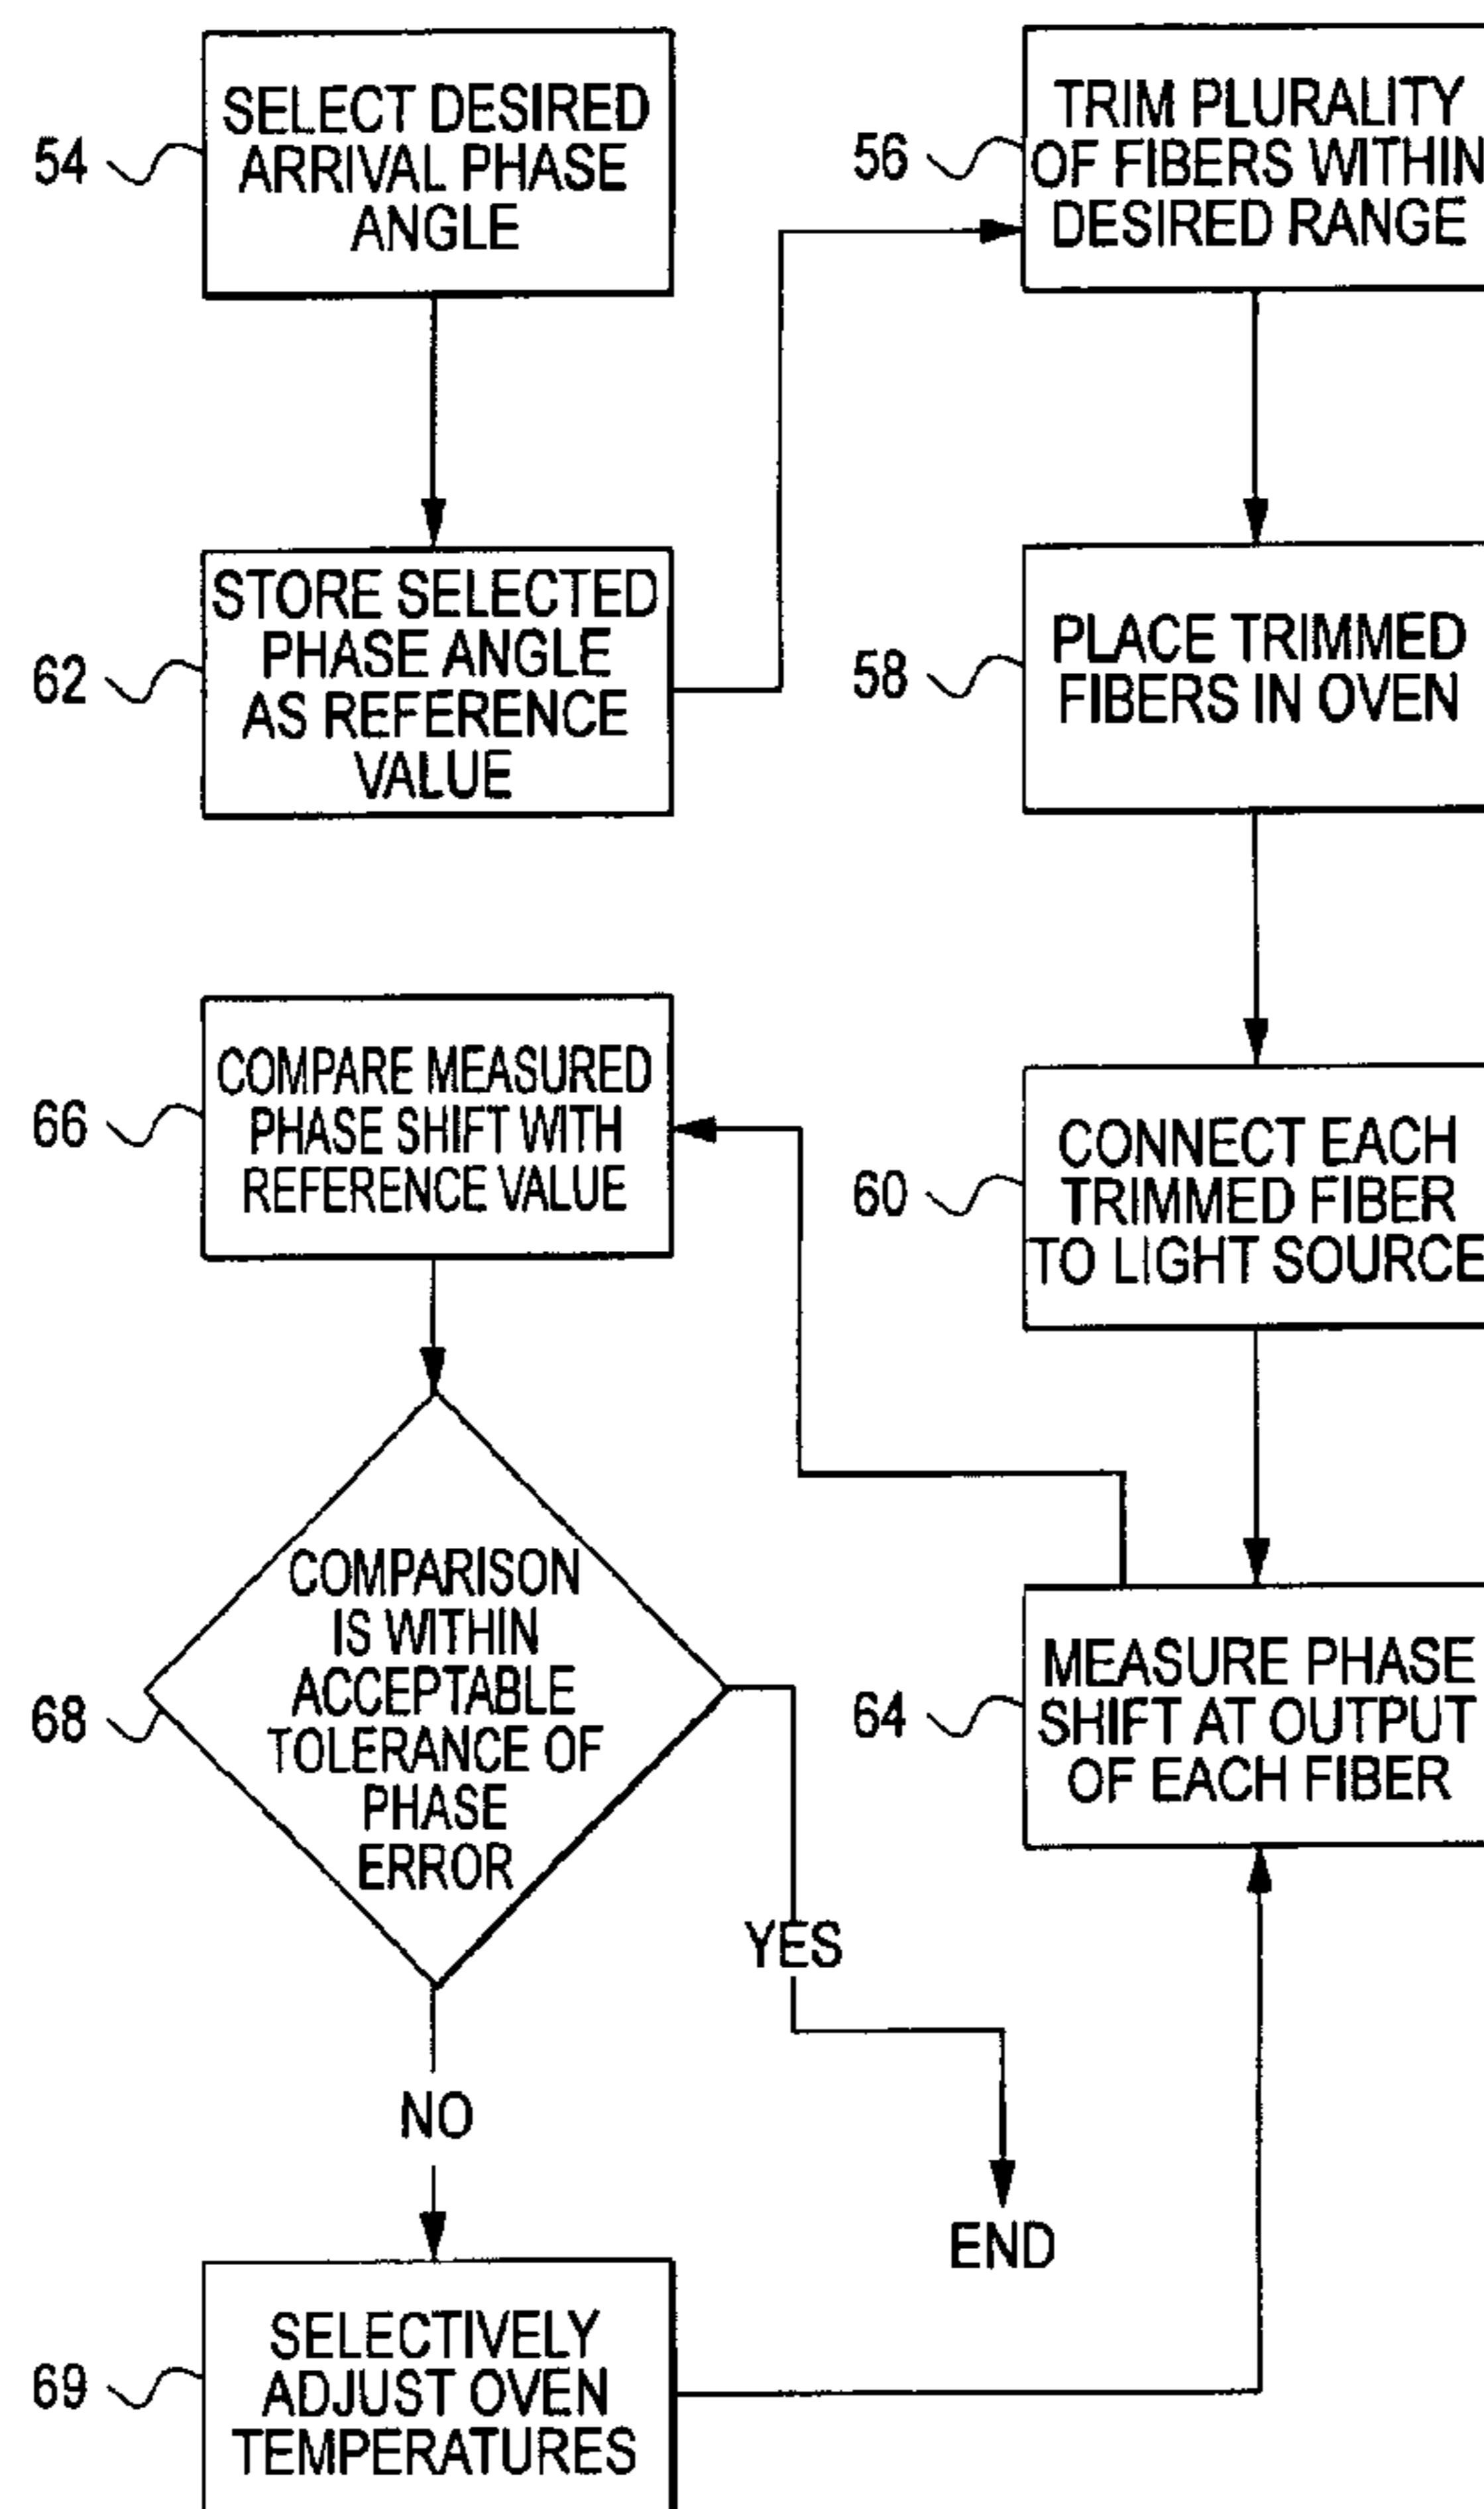 54
SELECT DESIRED
ARRIVAL PHASE
ANGLE
62
STORE SELECTED
PHASE ANGLE
AS REFERENCE
VALUE
56
TRIM PLURALITY
OF FIBERS WITHIN
DESIRED RANGE
58
PLACE TRIMMED
FIBERS IN OVEN
60
CONNECT EACH
TRIMMED FIBER
TO LIGHT SOURCE
64
MEASURE PHASE
SHIFT AT OUTPUT
OF EACH FIBER
66
COMPARE MEASURED
PHASE SHIFT WITH
REFERENCE VALUE
68
COMPARISON
IS WITHIN
ACCEPTABLE
TOLERANCE OF
PHASE
ERROR
YES
END
NO
69
SELECTIVELY
ADJUST OVEN
TEMPERATURES